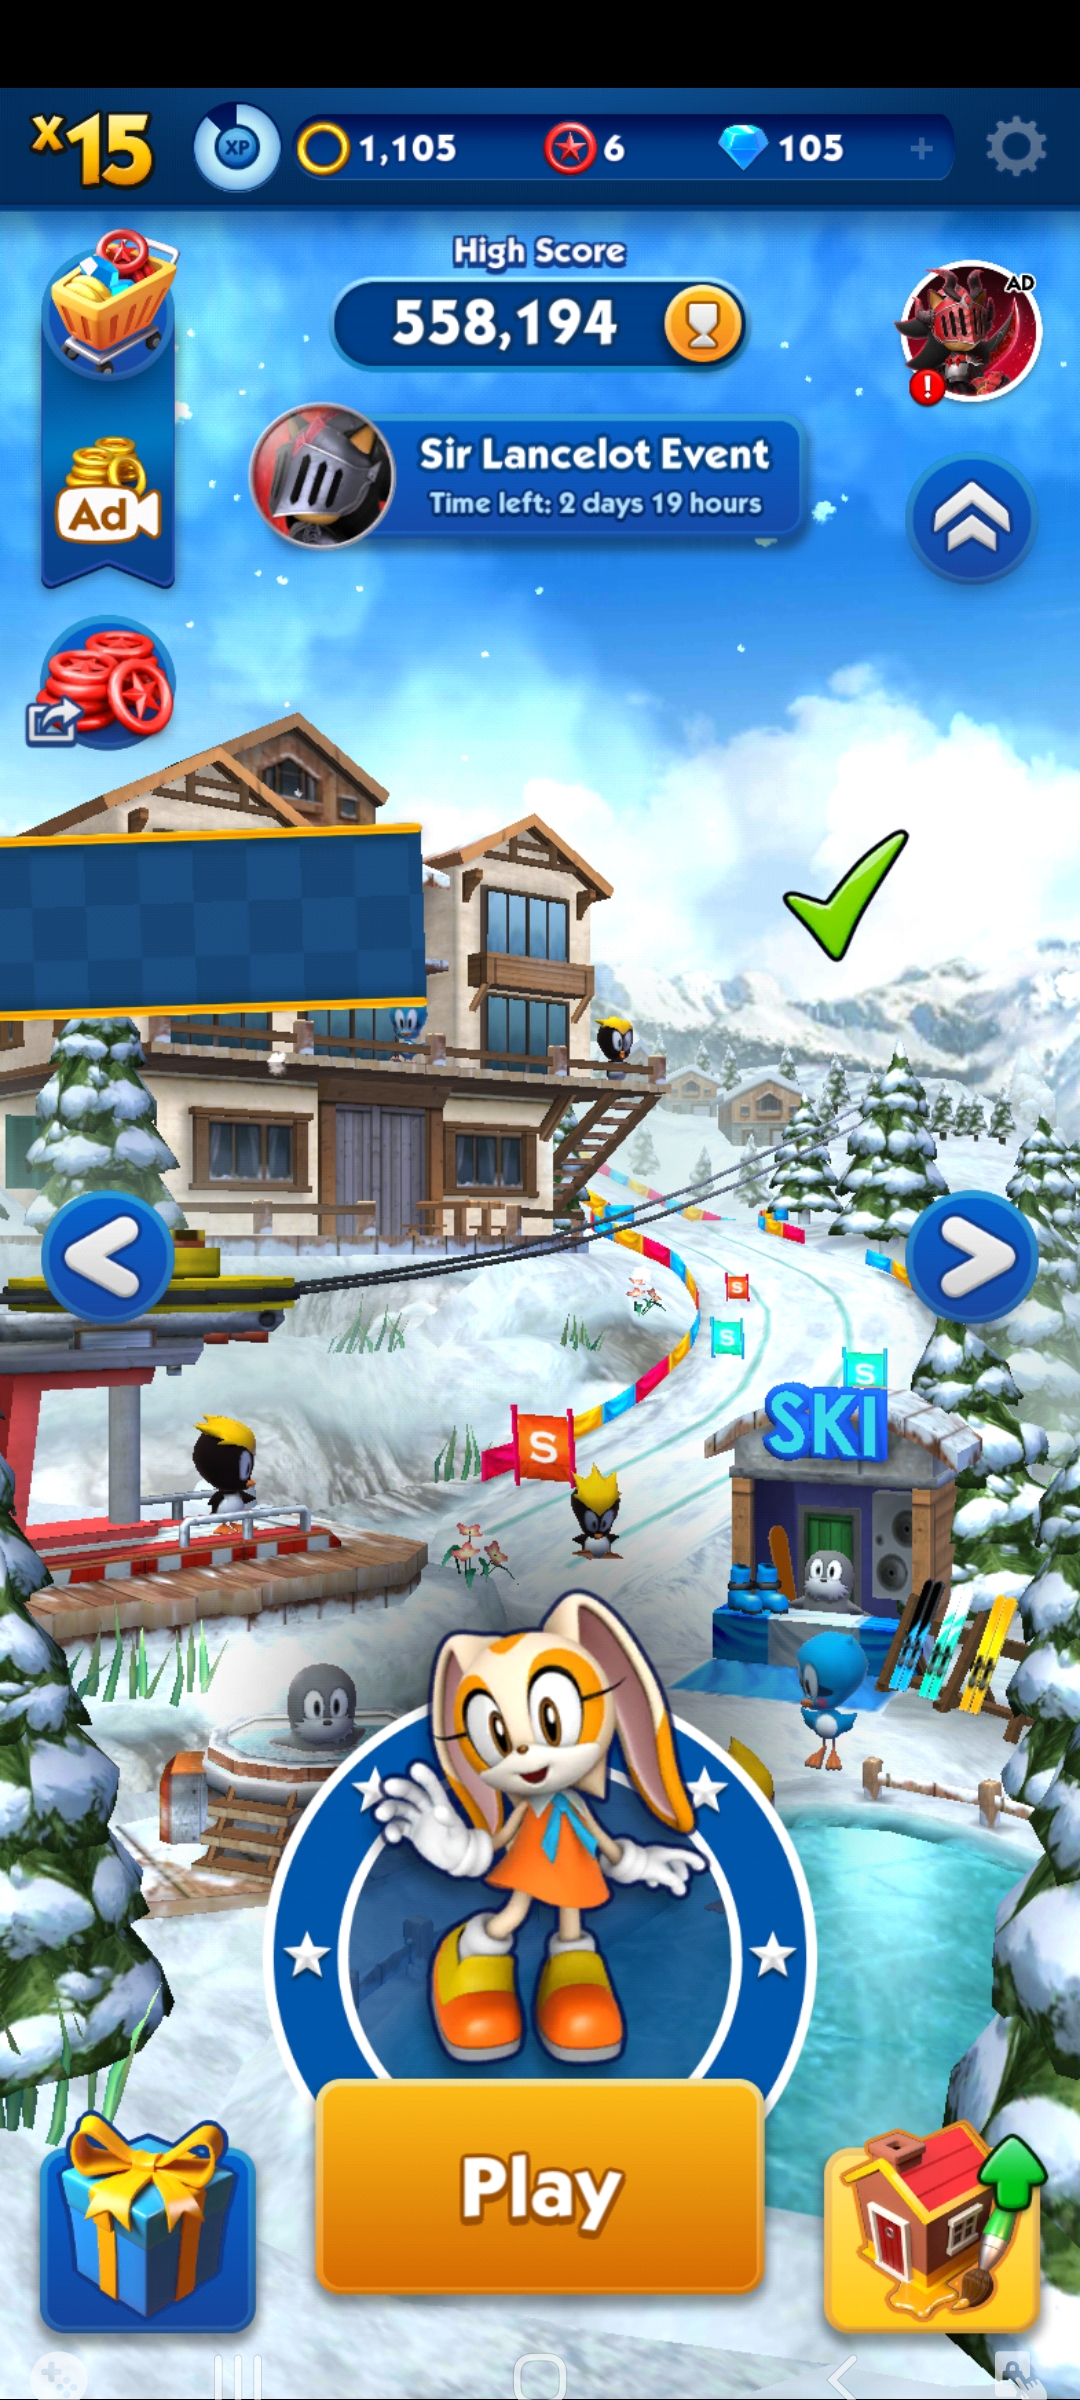 x15
XP
1,105
6
105
+
High Score
558,194
AD
!
Sir Lancelot Event
Time left: 2 days 19 hours
Ad
S
S
S
SKI
S
Play